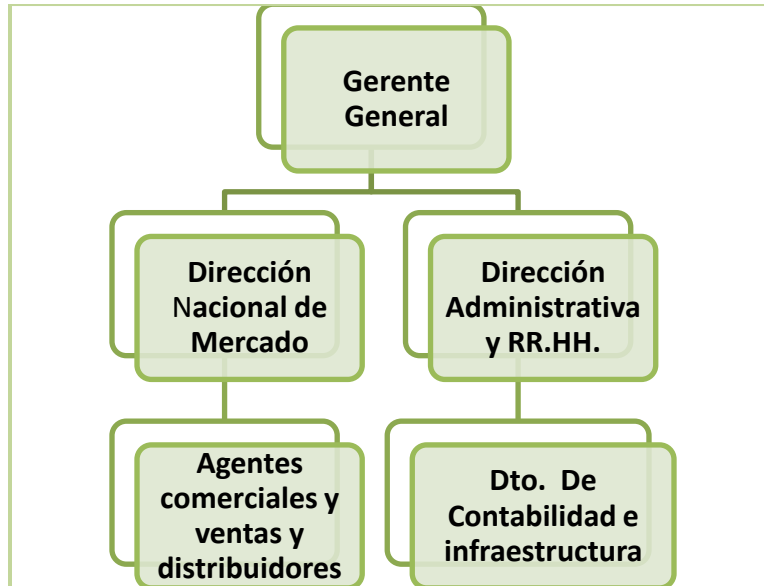 Gerente
General
Dirección
Nacional de
Mercado
Dirección
Administrativa
y RR.HH.
Agentes
comerciales y
ventas y
distribuidores
Dto. De
Contabilidad e
infraestructura